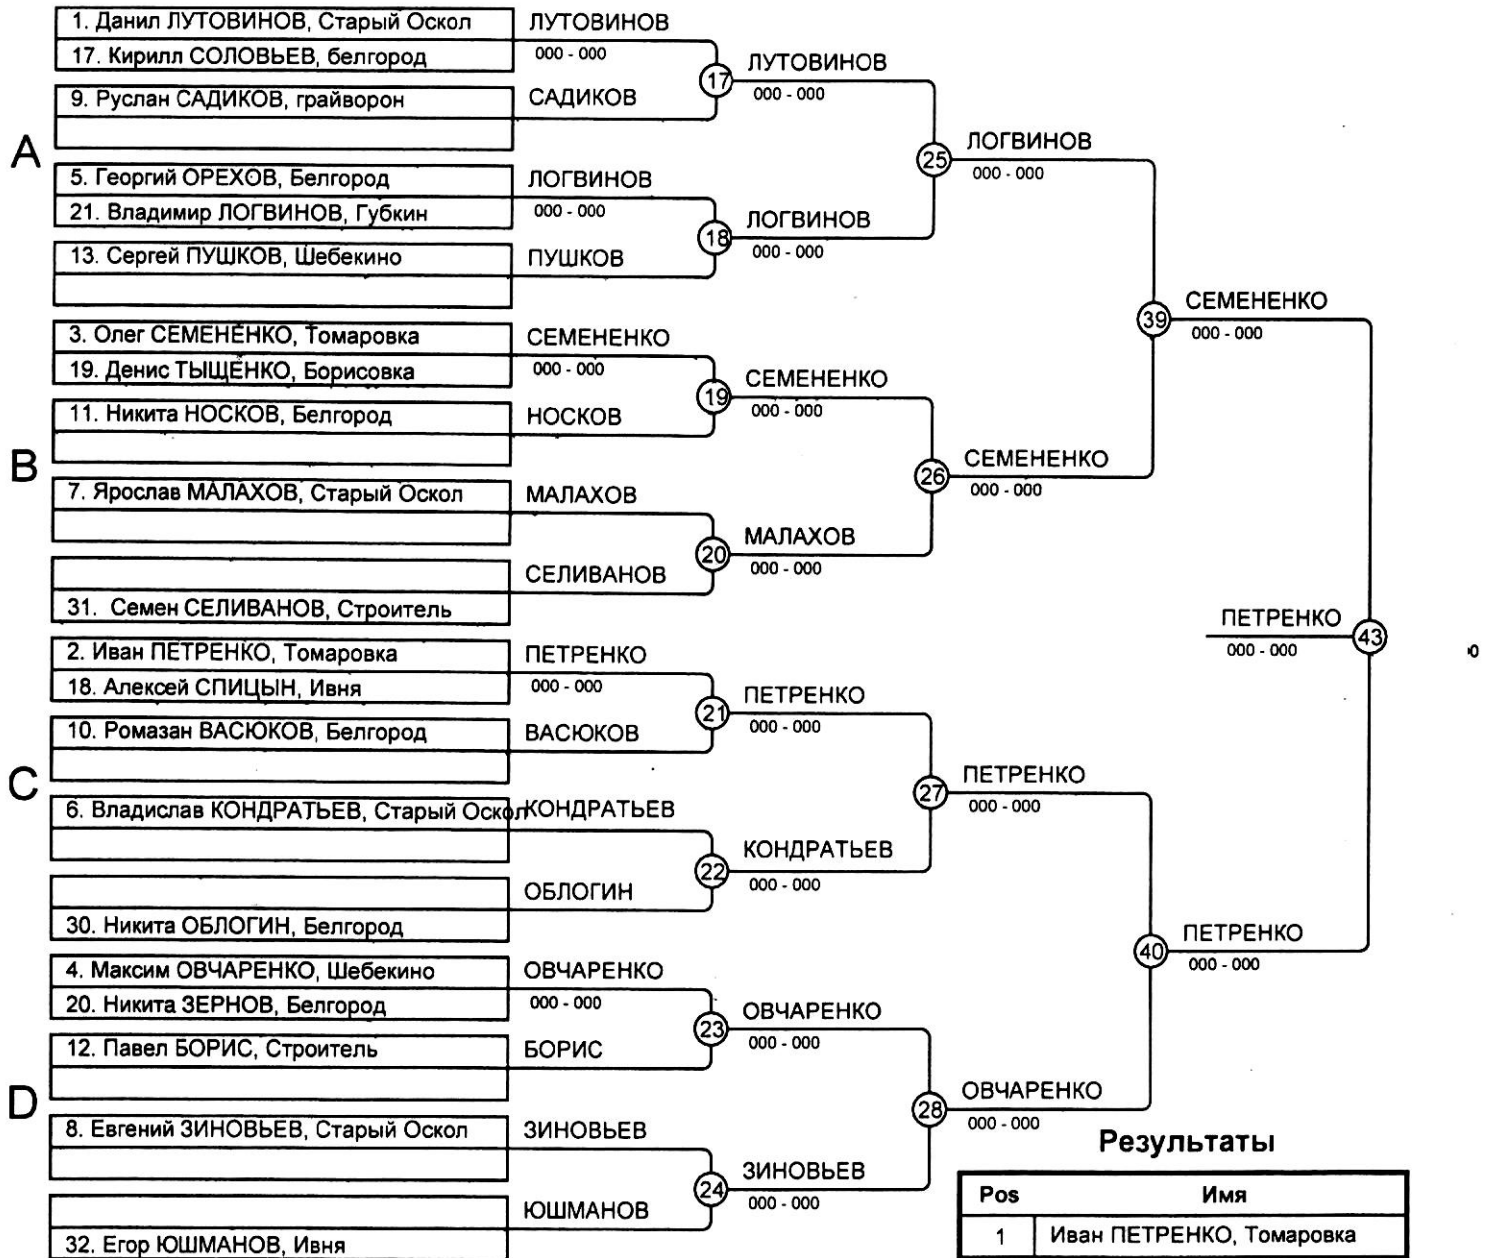 1. Данил ЛУТОВИНОВ, Старый Оскол
17. Кирилл СОЛОВЬЕВ, белгород
ЛУТОВИНОВ
000 - 000
9. Руслан САДИКОВ, грайворон
САДИКОВ
17
ЛУТОВИНОВ
000 - 000
A
5. Георгий ОРЕХОВ, Белгород
21. Владимир ЛОГВИНОВ, Губкин
ЛОГВИНОВ
000 - 000
13. Сергей ПУШКОВ, Шебекино
ПУШКОВ
18
ЛОГВИНОВ
000 - 000
25
ЛОГВИНОВ
000 - 000
3. Олег СЕМЕНЕНКО, Томаровка
19. Денис ТЫЩЕНКО, Борисовка
СЕМЕНЕНКО
000 - 000
11. Никита НОСКОВ, Белгород
НОСКОВ
19
СЕМЕНЕНКО
000 - 000
B
7. Ярослав МАЛАХОВ, Старый Оскол
МАЛАХОВ
СЕЛИВАНОВ
31. Семен СЕЛИВАНОВ, Строитель
20
МАЛАХОВ
000 - 000
26
СЕМЕНЕНКО
000 - 000
39
СЕМЕНЕНКО
000 - 000
2. Иван ПЕТРЕНКО, Томаровка
18. Алексей СПИЦЫН, Ивня
ПЕТРЕНКО
000 - 000
10. Ромазан ВАСЮКОВ, Белгород
ВАСЮКОВ
21
ПЕТРЕНКО
000 - 000
C
6. Владислав КОНДРАТЬЕВ, Старый Оскол
КОНДРАТЬЕВ
ОБЛОГИН
30. Никита ОБЛОГИН, Белгород
22
КОНДРАТЬЕВ
000 - 000
27
ПЕТРЕНКО
000 - 000
4. Максим ОВЧАРЕНКО, Шебекино
20. Никита ЗЕРНОВ, Белгород
ОВЧАРЕНКО
000 - 000
12. Павел БОРИС, Строитель
БОРИС
23
ОВЧАРЕНКО
000 - 000
D
8. Евгений ЗИНОВЬЕВ, Старый Оскол
ЗИНОВЬЕВ
ЮШМАНОВ
32. Егор ЮШМАНОВ, Ивня
24
ЗИНОВЬЕВ
000 - 000
28
ОВЧАРЕНКО
000 - 000
40
ПЕТРЕНКО
000 - 000
ПЕТРЕНКО
000 - 000
43
Результаты
Pos Имя
1 Иван ПЕТРЕНКО, Томаровка